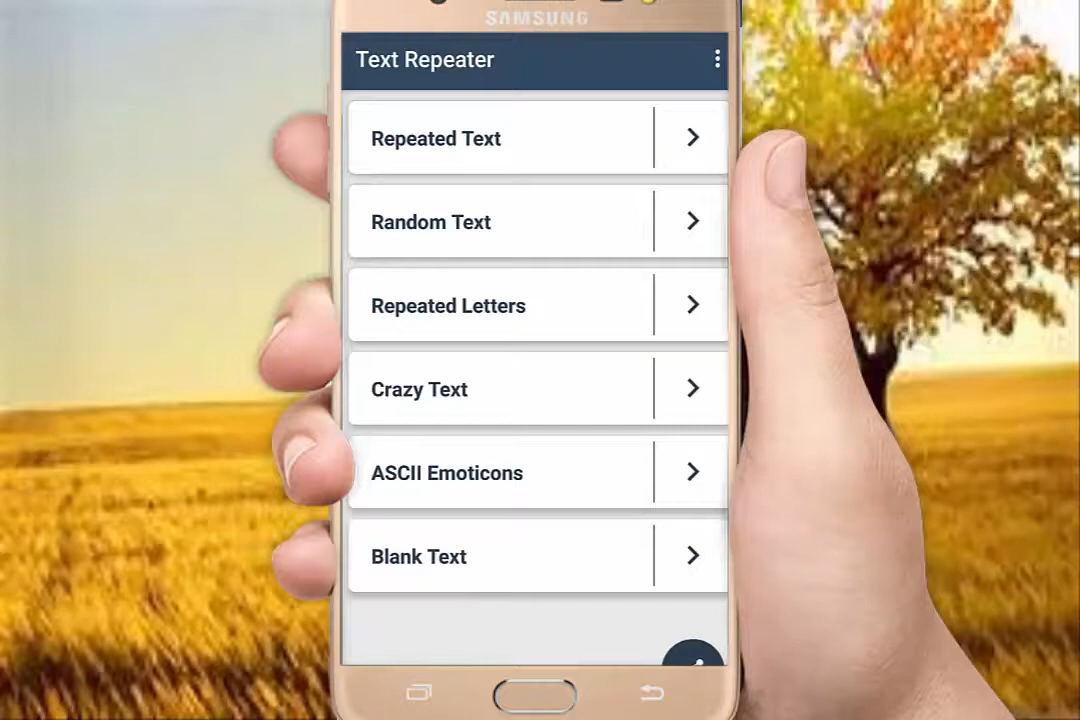 SAMSUNG
Text Repeater
Repeated Text
Random Text
Repeated Letters
Crazy Text
ASCII Emoticons
Blank Text